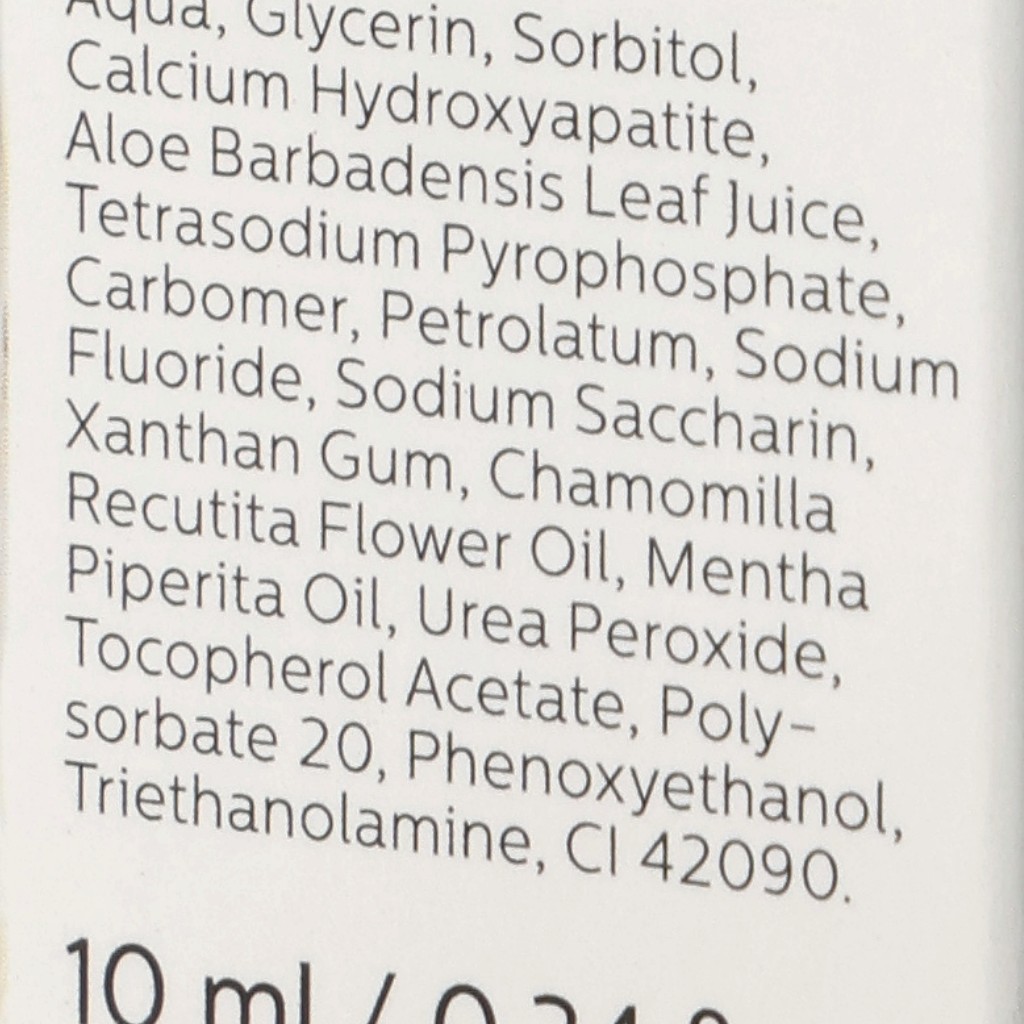 Aqua, Glycerin, Sorbitol,
Calcium Hydroxyapatite,
Aloe Barbadensis Leaf Juice,
Tetrasodium Pyrophosphate,
Carbomer, Petrolatum, Sodium
Fluoride, Sodium Saccharin,
Xanthan Gum, Chamomilla
Recutita Flower Oil, Mentha
Piperita Oil, Urea Peroxide,
Tocopherol Acetate, Poly-
sorbate 20, Phenoxyethanol,
Triethanolamine, CI 42090.
10 ml /